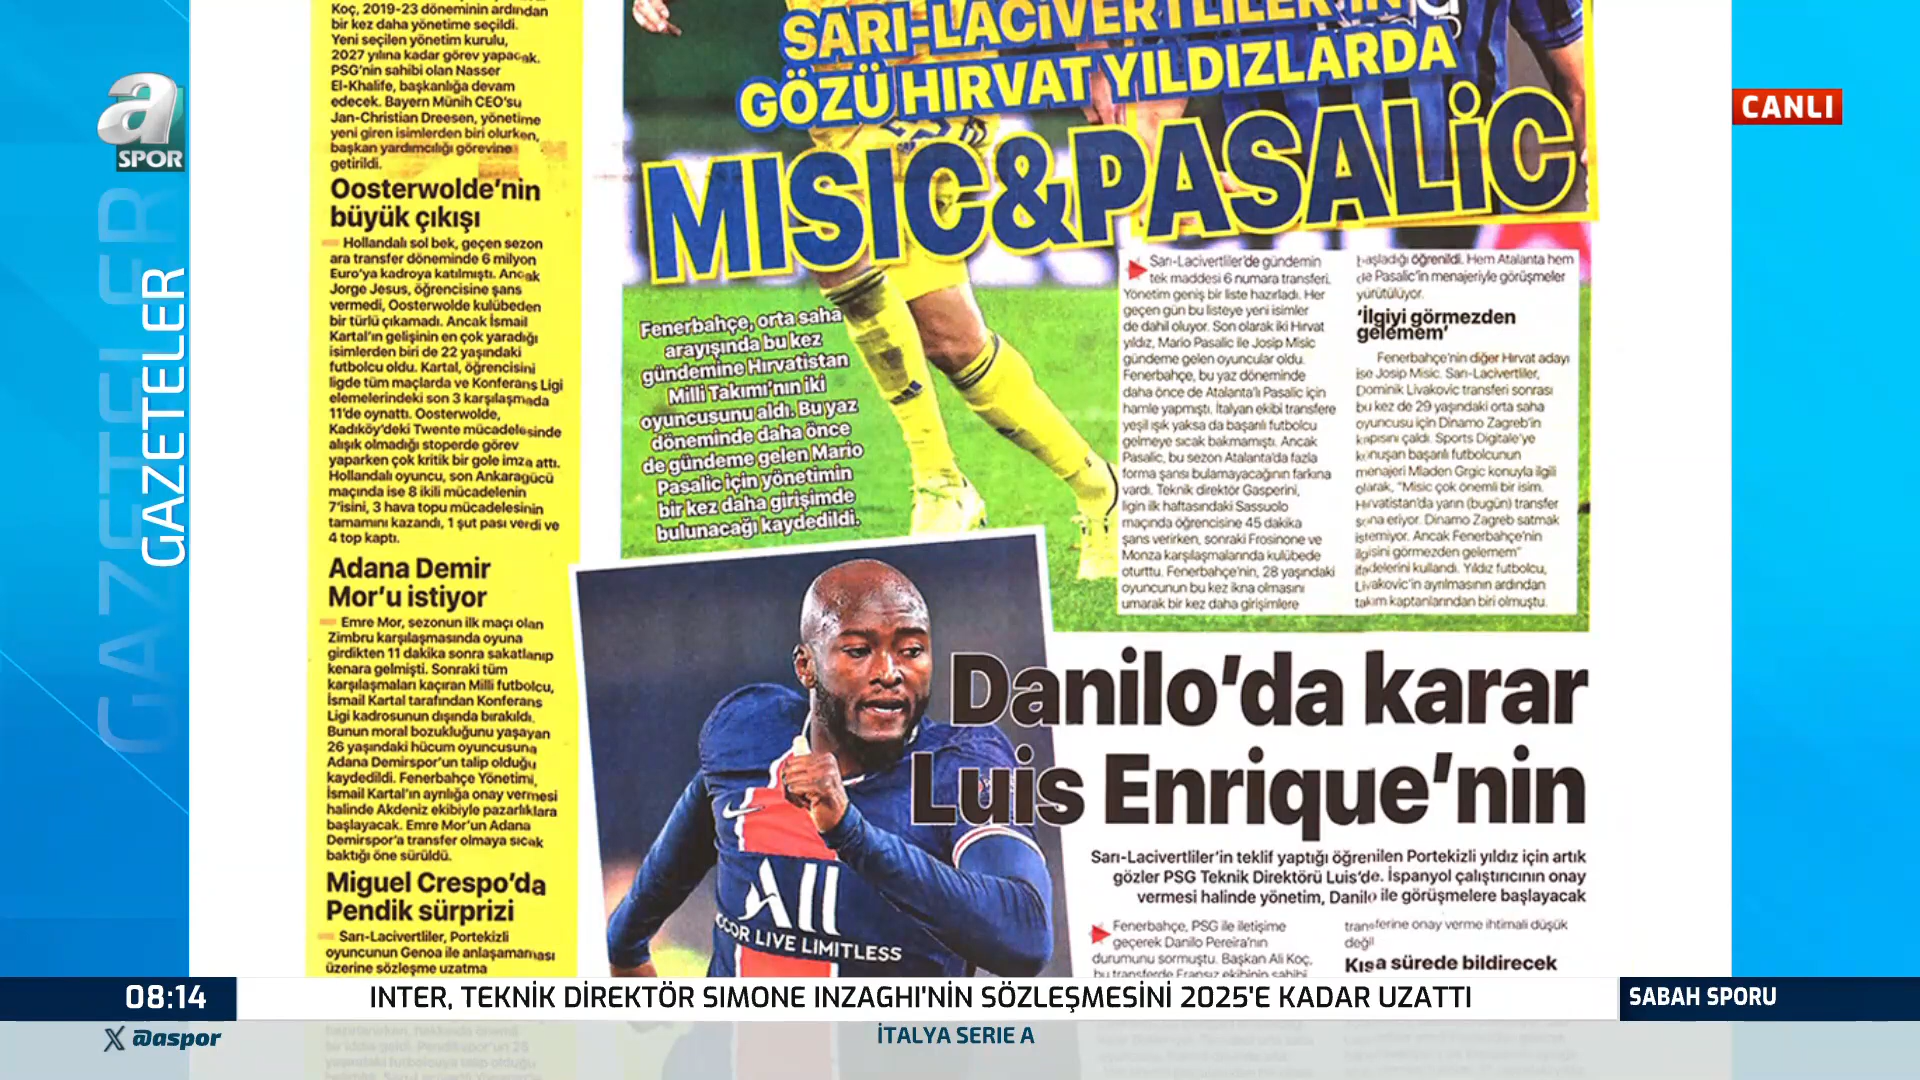 Koç, 2019-23 döneminin ardından
bir kez daha yönetime seçildi.
Yeni seçilen yönetim kurulu,
2027 yılına kadar görev yapacak.
PSG'nin sahibi olan Nasser
El-Khalife, başkanlığa devam
edecek. Bayern Münih CEO'su
Jan-Christian Dreesen, yönetime
yeni giren isimlerden biri olurken,
başkan yardımcılığı görevine
getirildi.
Oosterwolde'nin
büyük çıkışı
Hollandalı sol bek, geçen sezon
ara transfer döneminde 6 milyon
Euro'ya kadroya katılmıştı. Ancak
Jorge Jesus, öğrencisine şans
vermedi, Oosterwolde kulübeden
bir türlü çıkamadı. Ancak İsmail
Kartal'ın gelişinin en çok yaradığı
isimlerden biri de 22 yaşındaki
futbolcu oldu. Kartal, öğrencisini
ligde tüm maçlarda ve Konferans Ligi
elemelerindeki son 3 karşılaşmada
11'de oynattı. Oosterwolde,
Kadıköy'deki Twente mücadelesinde
alışık olmadığı stoperde görev
yaparken çok kritik bir gole imza attı.
Hollandalı oyuncu, son Ankaragücü
maçında ise 8 ikili mücadelenin
7'isini, 3 hava topu mücadelesinin
tamamını kazandı, 1 şut pası verdi ve
4 top kaptı.
Adana Demir
Mor'u istiyor
Emre Mor, sezonun ilk maçı olan
Zimbru karşılaşmasında oyuna
girdikten 11 dakika sonra sakatlanıp
kenara gelmişti. Sonraki tüm
karşılaşmaları kaçıran Milli futbolcu,
İsmail Kartal tarafından Konferans
Ligi kadrosunun dışında bırakıldı.
Bunun moral bozukluğunu yaşayan
26 yaşındaki hücum oyuncusuna
Adana Demirspor'un talip olduğu
kaydedildi. Fenerbahçe Yönetimi,
İsmail Kartal'ın ayrılığa onay vermesi
halinde Akdeniz ekibiyle pazarlıklara
başlayacak. Emre Mor'un Adana
Demirspor'a transfer olmaya sıcak
baktığı öne sürüldü.
Miguel Crespo'da
Pendik sürprizi
Sarı-Lacivertliler, Portekizli
oyuncunun Genoa ile anlaşamaması
üzerine sözleşme uzatma
SARI-LACİVERTLİLER'İN
GÖZÜ HIRVAT YILDIZLARDA
MISIC&PASALİC
Fenerbahçe, orta saha
arayışında bu kez
gündemine Hırvatistan
Milli Takımı'nın iki
oyuncusunu aldı. Bu yaz
döneminde daha önce
de gündeme gelen Mario
Pasalic için yönetimin
bir kez daha girişimde
bulunacağı kaydedildi.
Sarı-Lacivertliler'de gündemin
tek maddesi 6 numara transferi.
Yönetim geniş bir liste hazırladı. Her
geçen gün bu listeye yeni isimler
de dahil oluyor. Son olarak iki Hırvat
yıldız, Mario Pasalic ile Josip Misic
gündeme gelen oyuncular oldu.
Fenerbahçe, bu yaz döneminde
daha önce de Atalanta'lı Pasalic için
hamle yapmıştı. İtalyan ekibi transfere
yeşil ışık yaksa da başarılı futbolcu
gelmeye sıcak bakmamıştı. Ancak
Pasalic, bu sezon Atalanta'da fazla
forma şansı bulamayacağının farkına
vardı. Teknik direktör Gasperini,
ligin ilk haftasındaki Sassuolo
maçında öğrencisine 45 dakika
şans verirken, sonraki Frosinone ve
Monza karşılaşmalarında kulübede
oturttu. Fenerbahçe'nin, 28 yaşındaki
oyuncunun bu kez ikna olmasını
umarak bir kez daha girişimlere
başladığı öğrenildi. Hem Atalanta hem
de Pasalic'in menajeriyle görüşmeler
yürütülüyor.
'İlgiyi görmezden
gelemem'
Fenerbahçe'nin diğer Hırvat adayı
ise Josip Misic. Sarı-Lacivertliler,
Dominik Livakovic transferi sonrası
bu kez de 29 yaşındaki orta saha
oyuncusu için Dinamo Zagreb'in
kapısını çaldı. Sports Digitale'ye
konuşan başarılı futbolcunun
menajeri Mladen Grgic konuyla ilgili
olarak, "Misic çok önemli bir isim.
Hırvatistan'da yarın (bugün) transfer
sona eriyor. Dinamo Zagreb satmak
istemiyor. Ancak Fenerbahçe'nin
ilgisini görmezden gelemem"
ifadelerini kullandı. Yıldız futbolcu,
Livakovic'in ayrılmasının ardından
takım kaptanlarından biri olmuştu.
Danilo'da karar
Luis Enrique'nin
Sarı-Lacivertliler'in teklif yaptığı öğrenilen Portekizli yıldız için artık
gözler PSG Teknik Direktörü Luis'de. İspanyol çalıştırıcının onay
vermesi halinde yönetim, Danilo ile görüşmelere başlayacak
Fenerbahçe, PSG ile iletişime
geçerek Danilo Pereira'nın
durumunu sormuştu. Başkan Ali Koç,
bu transferde Fransız ekibinin sahibi
transferine onay verme ihtimali düşük
değil
Kısa sürede bildirecek
ALL
CCOR LIVE LIMITLESS
a
SPOR
GAZETELER
GAZETELER
CANLI
08:14
INTER, TEKNİK DİREKTÖR SIMONE INZAGHI'NİN SÖZLEŞMESİNİ 2025'E KADAR UZATTI
SABAH SPORU
X @aspor
İTALYA SERIE A